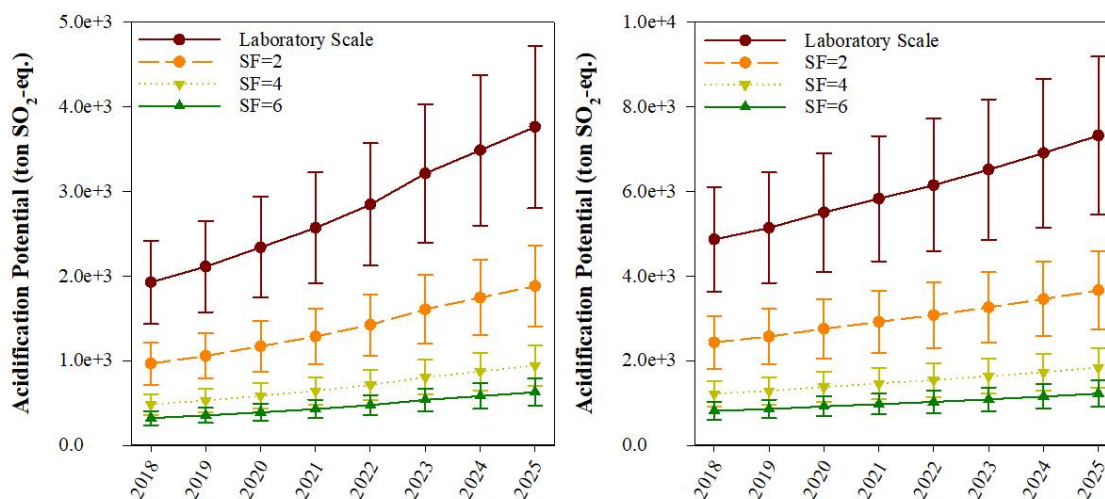 Acidification Potential (ton SO₂-eq.)
5.0e+3
4.0e+3
3.0e+3
2.0e+3
1.0e+3
0.0
Laboratory Scale
SF=2
SF=4
SF=6
2018
2019
2020
2021
2022
2023
2024
2025
Acidification Potential (ton SO₂-eq.)
1.0e+4
8.0e+3
6.0e+3
4.0e+3
2.0e+3
0.0
Laboratory Scale
SF=2
SF=4
SF=6
2018
2019
2020
2021
2022
2023
2024
2025